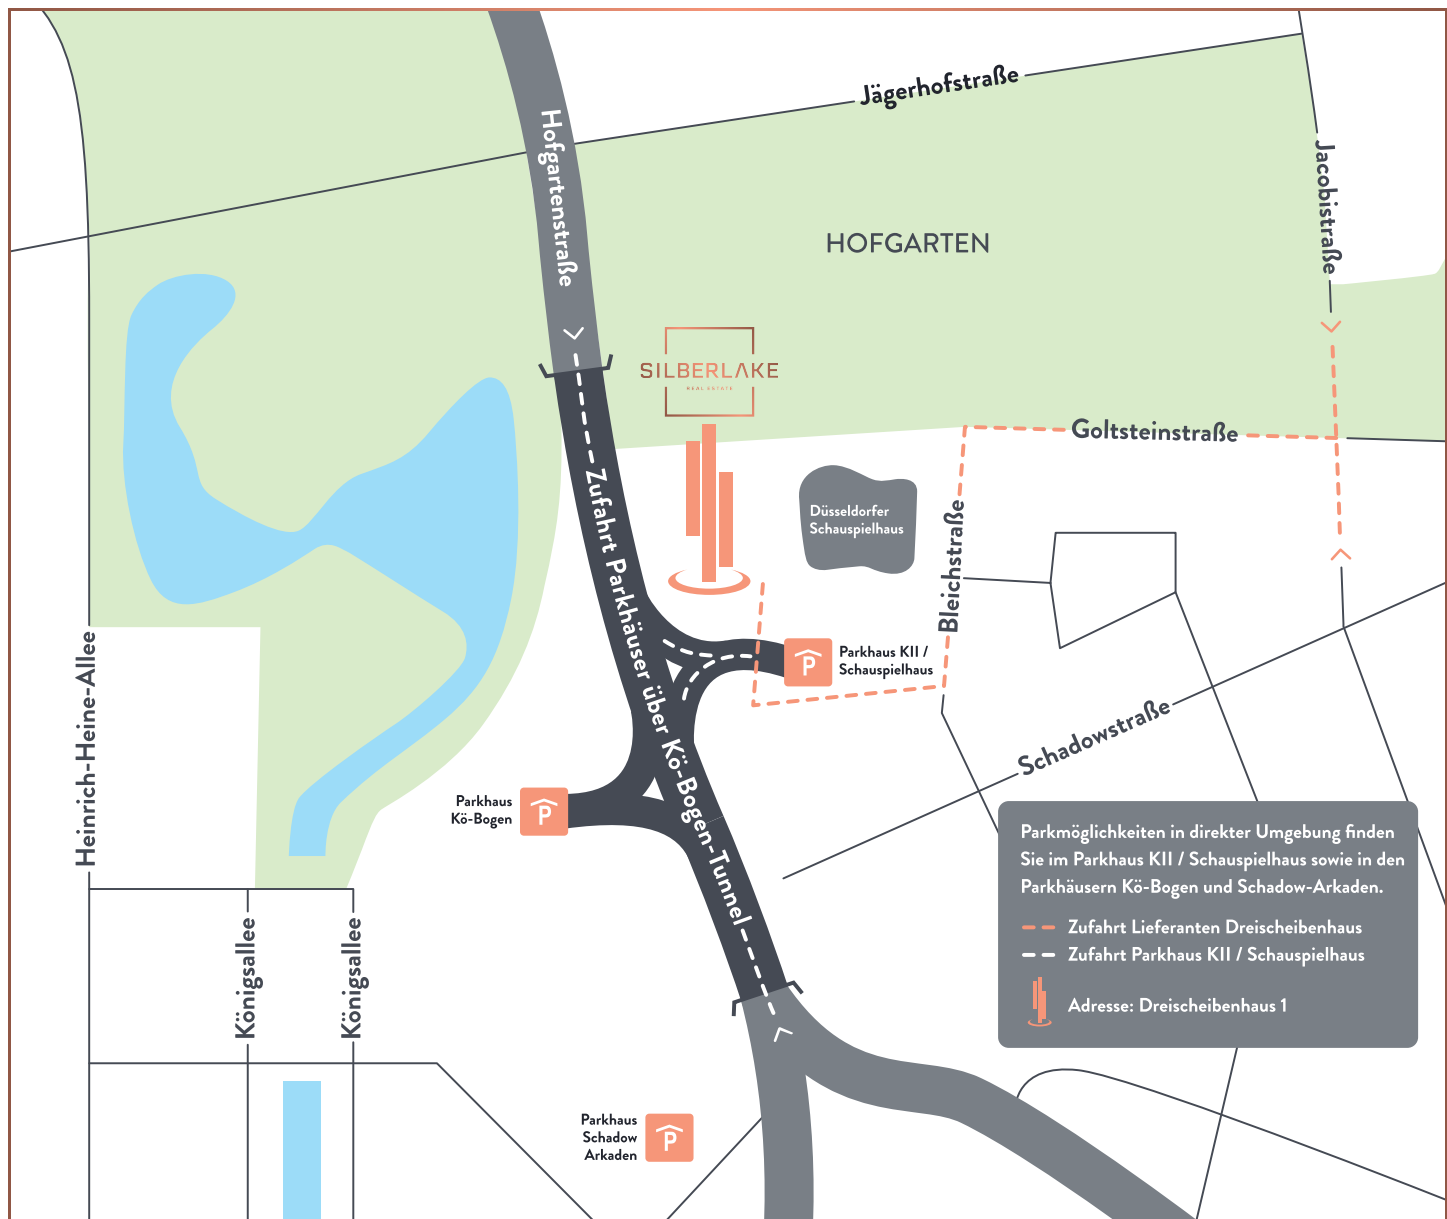 Jägerhofstraße
Hofgartenstraße
Jacobistraße
HOFGARTEN
SILBERLAKE
REAL ESTATE
Goltsteinstraße
Düsseldorfer
Schauspielhaus
Bleichstraße
Zufahrt Parkhäuser über Kö-Bogen-Tunnel
P
Parkhaus KII /
Schauspielhaus
Heinrich-Heine-Allee
Schadowstraße
Parkhaus
Kö-Bogen
P
Parkmöglichkeiten in direkter Umgebung finden
Sie im Parkhaus KII / Schauspielhaus sowie in den
Parkhäusern Kö-Bogen und Schadow-Arkaden.
Zufahrt Lieferanten Dreischeibenhaus
Zufahrt Parkhaus KII / Schauspielhaus
Adresse: Dreischeibenhaus 1
Königsallee
Königsallee
Parkhaus
Schadow
Arkaden
P